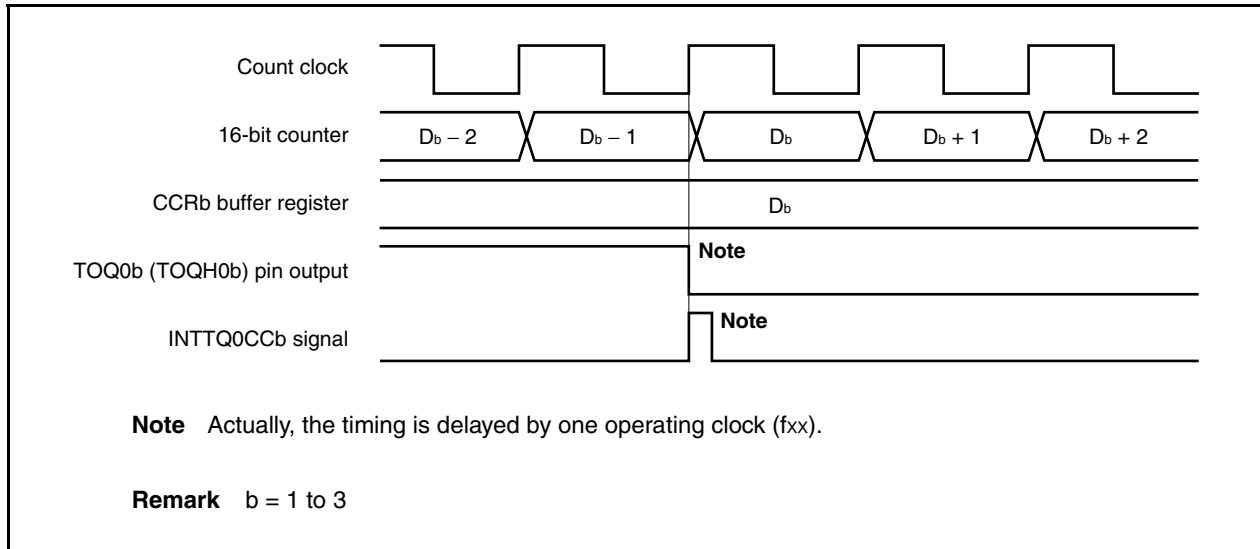 Count clock
16-bit counter
Db − 2 Db − 1 Db Db + 1 Db + 2
CCRb buffer register
Db
TOQ0b (TOQH0b) pin output
Note
INTTQ0CCb signal
Note
Note Actually, the timing is delayed by one operating clock (fxx).
Remark b = 1 to 3